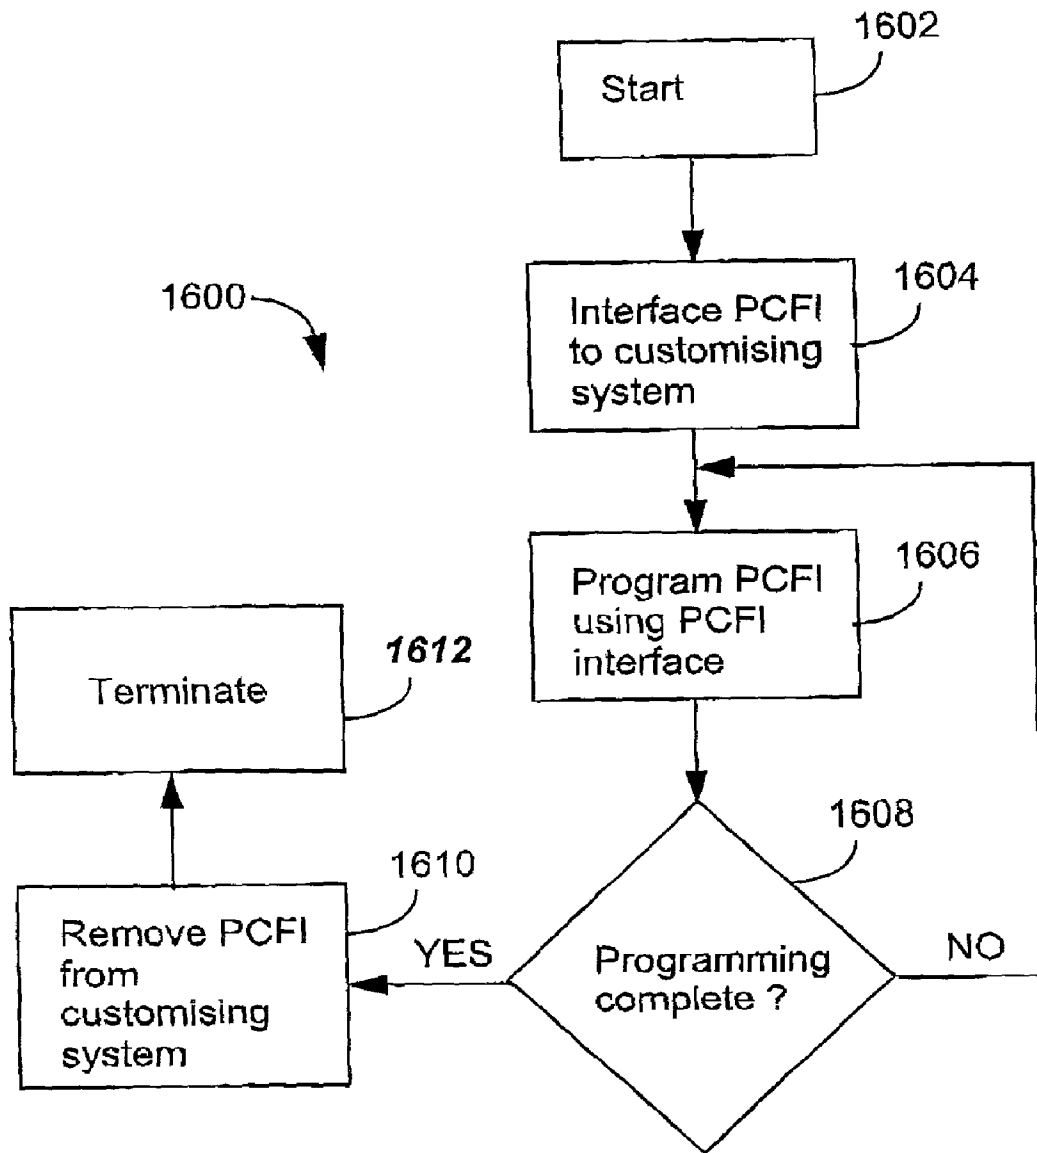 1602
Start
1604
Interface PCFI
to customising
system
1600
1606
Program PCFI
using PCFI
interface
1612
Terminate
1608
Programming
complete ?
YES
NO
1610
Remove PCFI
from
customising
system